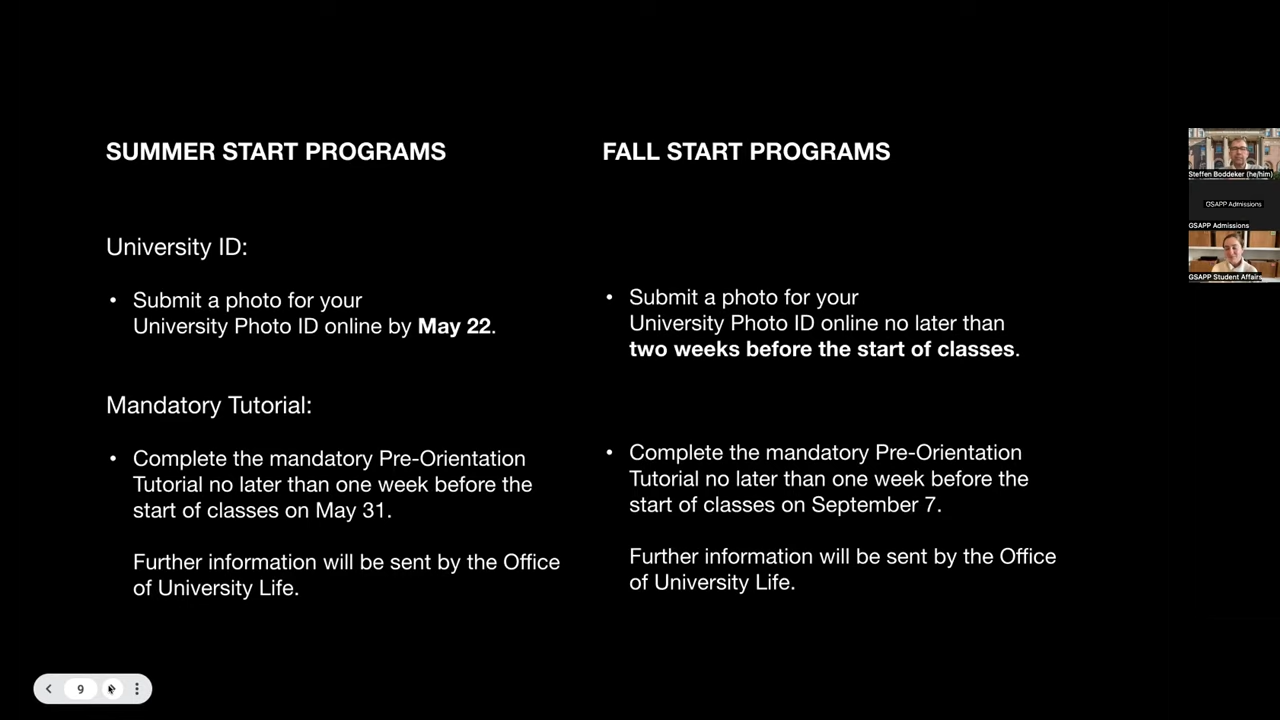 SUMMER START PROGRAMS
University ID:
• Submit a photo for your
University Photo ID online by May 22.
Mandatory Tutorial:
• Complete the mandatory Pre-Orientation
Tutorial no later than one week before the
start of classes on May 31.
Further information will be sent by the Office
of University Life.
FALL START PROGRAMS
• Submit a photo for your
University Photo ID online no later than
two weeks before the start of classes.
• Complete the mandatory Pre-Orientation
Tutorial no later than one week before the
start of classes on September 7.
Further information will be sent by the Office
of University Life.
Steffen Boddeker (he/him)
GSAPP Admissions
GSAPP Admissions
GSAPP Student Affairs
9